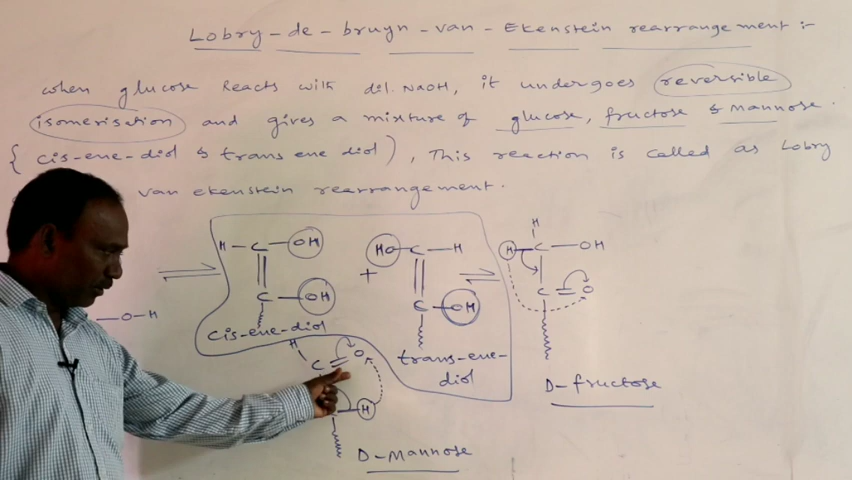 Lobry-de-bruyn-van-Ekenstein rearrangement :-
when glucose reacts with dil. NaOH, it undergoes reversible
isomerisation and gives a mixture of glucose, fructose & mannose.
{ cis-ene-diol & trans ene diol ), This reaction is called as Lobry
van ekenstein rearrangement.
H
H-C-OH
HO-C-H
H-C-OH
+
C-OH
C-OH
C=O
-O-H
cis-ene-diol
trans-ene-
diol
H
C=O
H
D-Mannose
D-fructose